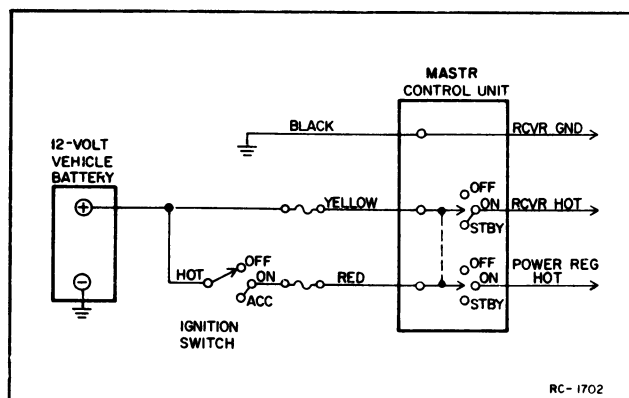 MASTR
CONTROL UNIT
BLACK
RCVR GND
12-VOLT
VEHICLE
BATTERY
OFF
+
YELLOW
ON
RCVR HOT
STBY
OFF
OFF
POWER REG
HOT
HOT
ON
RED
ON
−
ACC
STBY
IGNITION
SWITCH
RC-1702